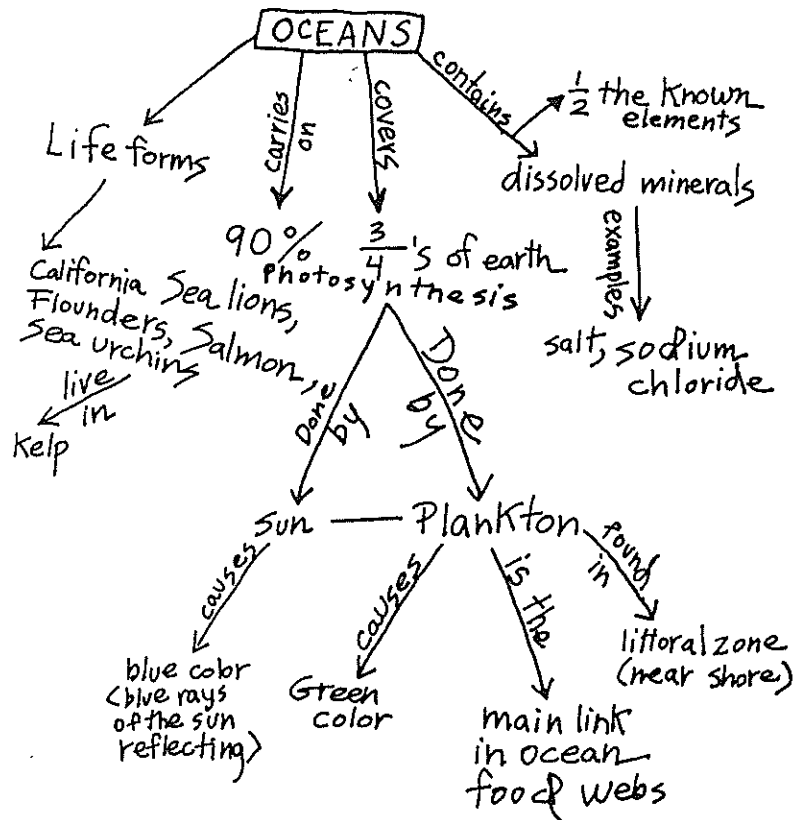 OCEANS
contains
carries
on
covers
1/2 the Known
elements
Life forms
dissolved minerals
90%
3/4's of earth
Photosynthesis
examples
California Sea lions,
Flounders, Salmon,
Sea urchins
salt, sodium
chloride
live
in
Kelp
Done
by
Done
by
Sun
Plankton
found
in
causes
causes
is the
littoral zone
(near shore)
blue color
(blue rays
of the sun
reflecting)
Green
color
main link
in ocean
food webs